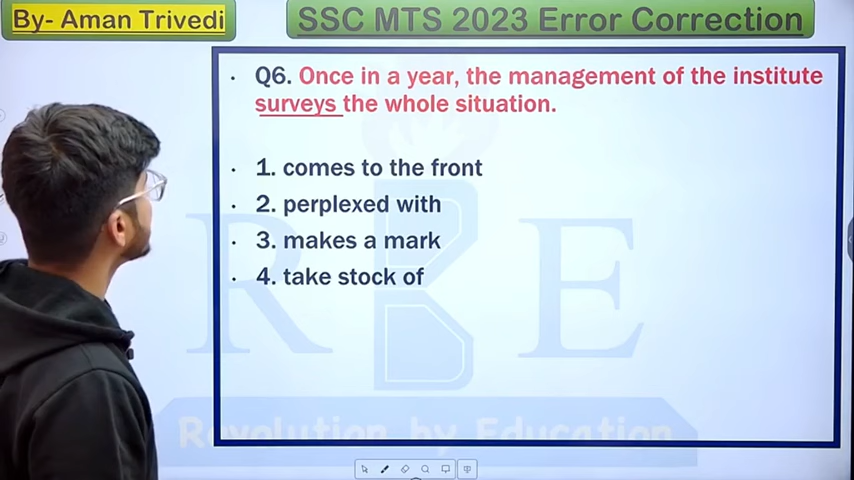 By- Aman Trivedi
SSC MTS 2023 Error Correction
• Q6. Once in a year, the management of the institute
surveys the whole situation.
• 1. comes to the front
• 2. perplexed with
• 3. makes a mark
• 4. take stock of
RBE
Revolution by Education